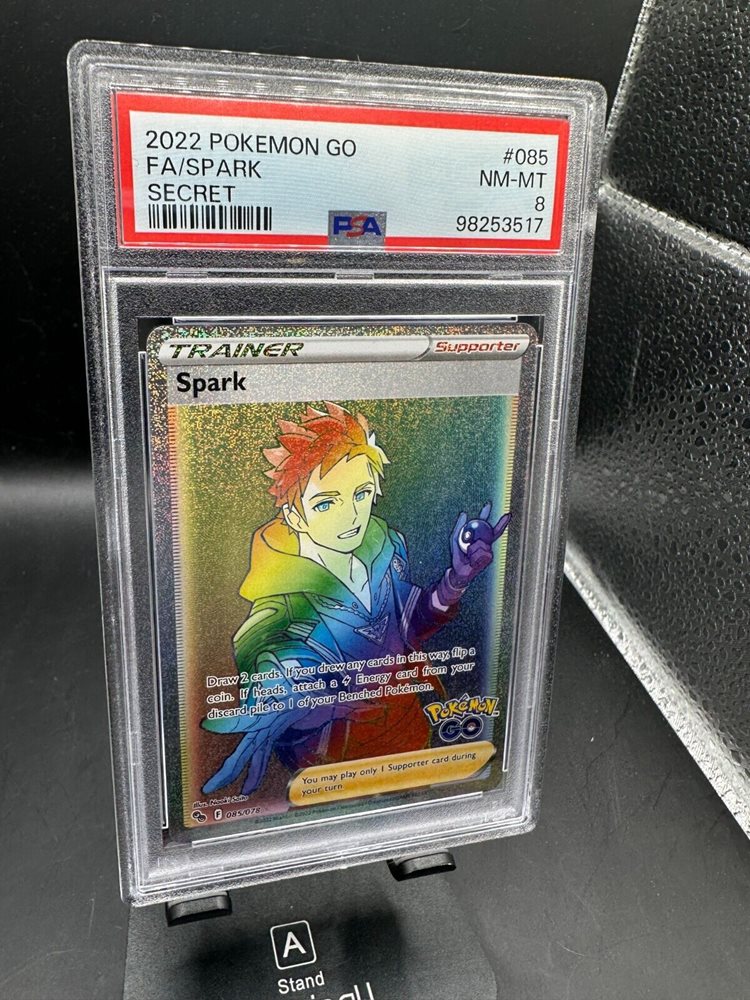 2022 POKEMON GO
#085
FA/SPARK
NM-MT
SECRET
8
PSA
98253517
TRAINER
Supporter
Spark
Draw 2 cards. If you drew any cards in this way, flip a
coin. If heads, attach a Energy card from your
discard pile to 1 of your Benched Pokémon.
POKéMON
GO
You may play only 1 Supporter card during
your turn.
Illus. Naoki Saito
F 085/078
A
Stand